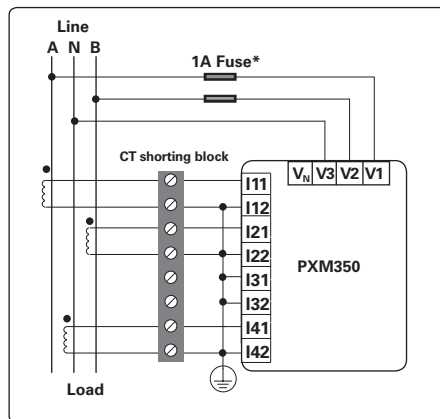 Line
A N B
1A Fuse*
CT shorting block
VN V3 V2 V1
I11
I12
I21
I22
I31
I32
I41
I42
PXM350
Load